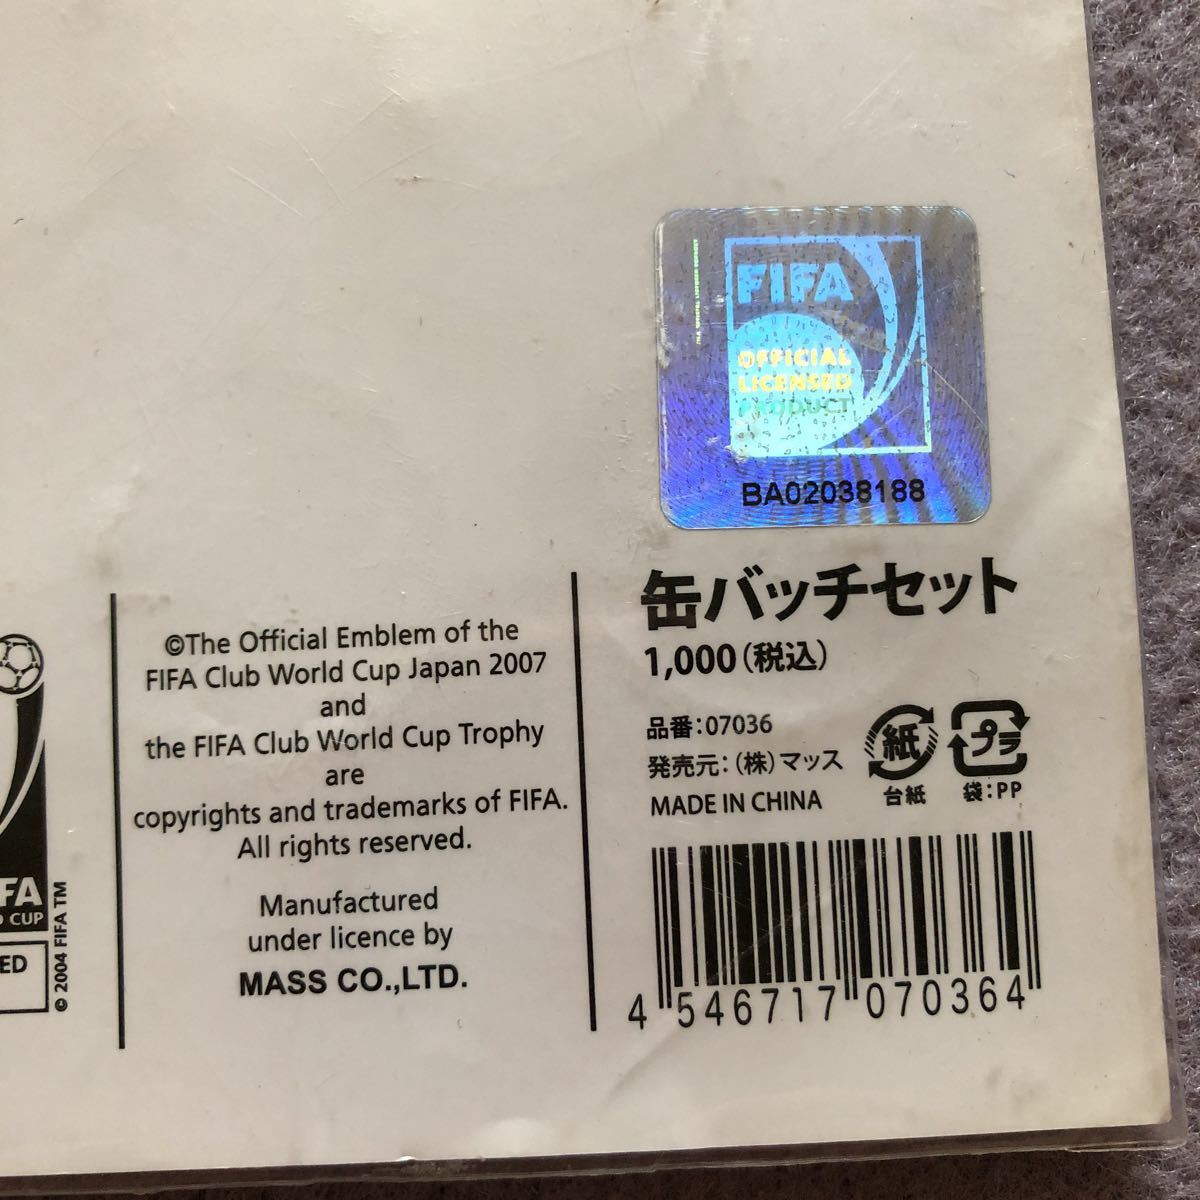 FIFA
OFFICIAL
LICENSED
PRODUCT
BA02038188
缶バッチセット
1,000(税込)
品番:07036
発売元:(株)マッス
MADE IN CHINA
紙
台紙
プラ
袋:PP
4 546717 070364
©The Official Emblem of the
FIFA Club World Cup Japan 2007
and
the FIFA Club World Cup Trophy
are
copyrights and trademarks of FIFA.
All rights reserved.
Manufactured
under licence by
MASS CO.,LTD.
FA
CUP
ED
© 2004 FIFA TM